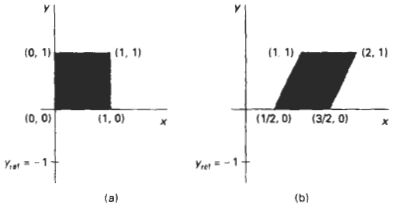 y
(0, 1)
(1, 1)
(0, 0)
(1, 0)
x
y_ref = −1
(a)
y
(1, 1)
(2, 1)
(1/2, 0)
(3/2, 0)
x
y_ref = −1
(b)